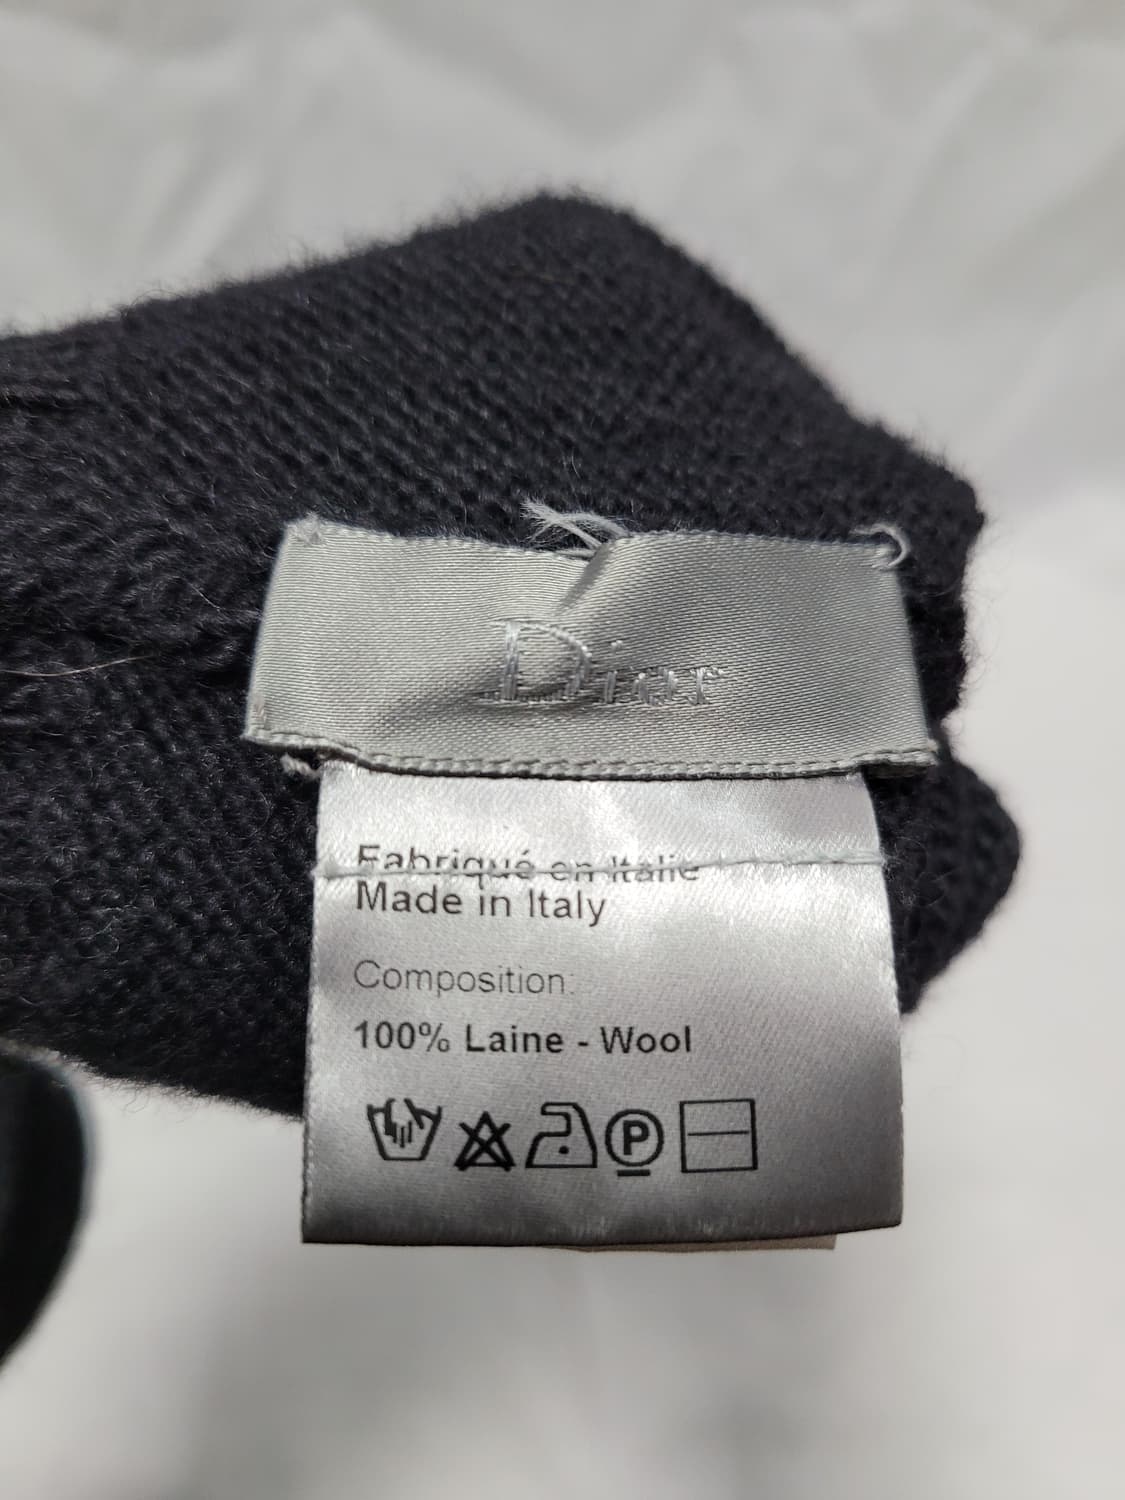 Dior
Fabriqué en Italie
Made in Italy
Composition:
100% Laine - Wool
P